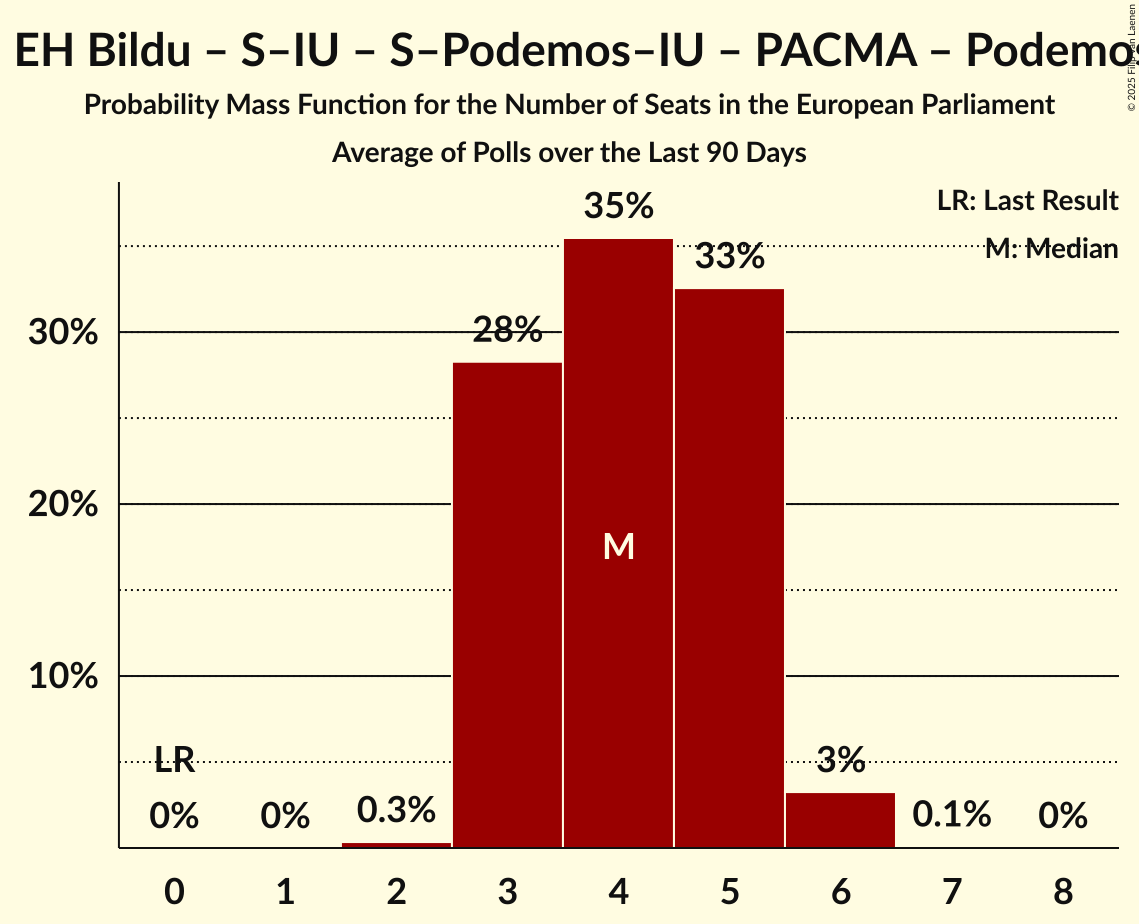 EH Bildu – S–IU – S–Podemos–IU – PACMA – Podemos
Probability Mass Function for the Number of Seats in the European Parliament
Average of Polls over the Last 90 Days
© 2025 Filip van Laenen
LR: Last Result
M: Median
35%
33%
28%
30%
20%
M
10%
LR
3%
0% 0% 0.3% 0.1% 0%
0 1 2 3 4 5 6 7 8